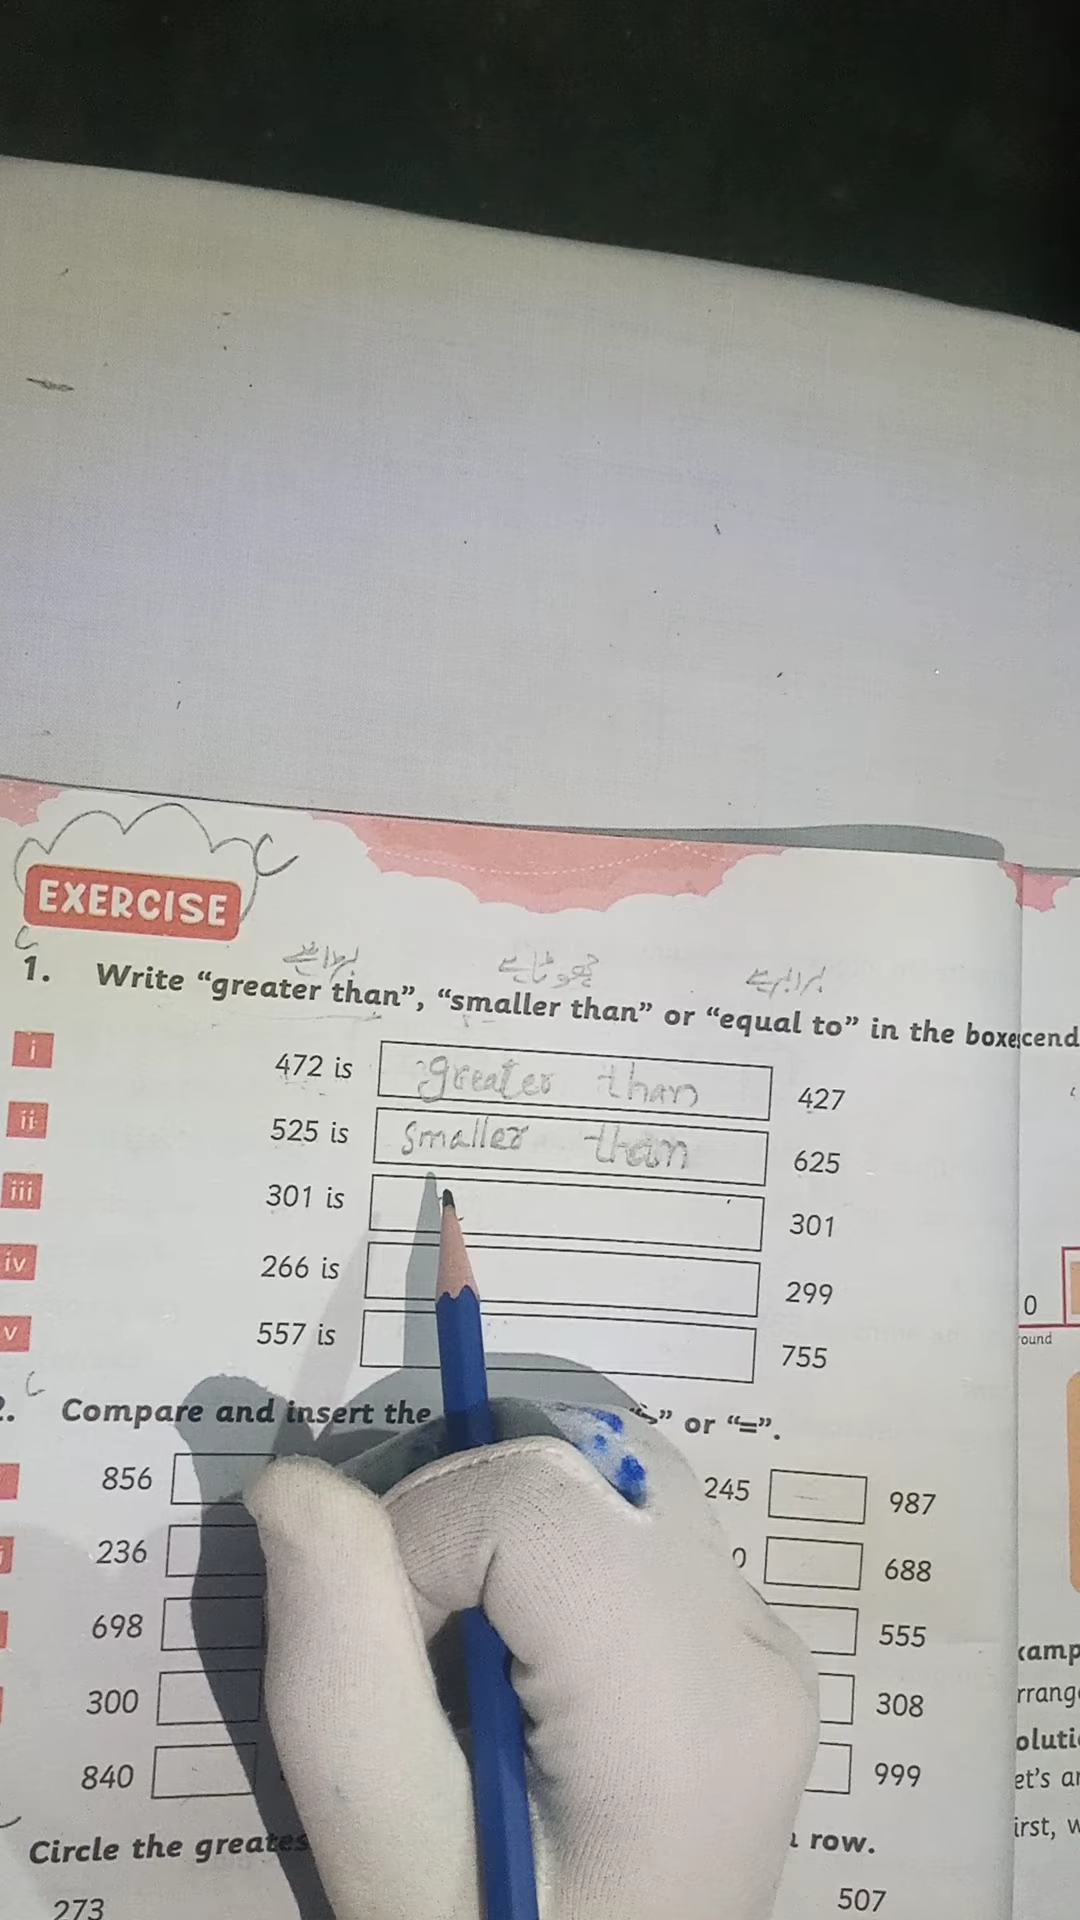 EXERCISE
بڑا ہے چھوٹا ہے برابر ہے
1. Write “greater than”, “smaller than” or “equal to” in the
i 472 is greater than 427
ii 525 is smaller than 625
iii 301 is 301
iv 266 is 299
v 557 is 755
Compare and insert the or “=”.
856 245 987
236 688
698 555
300 308
840 999
Circle the row.
273 507
0